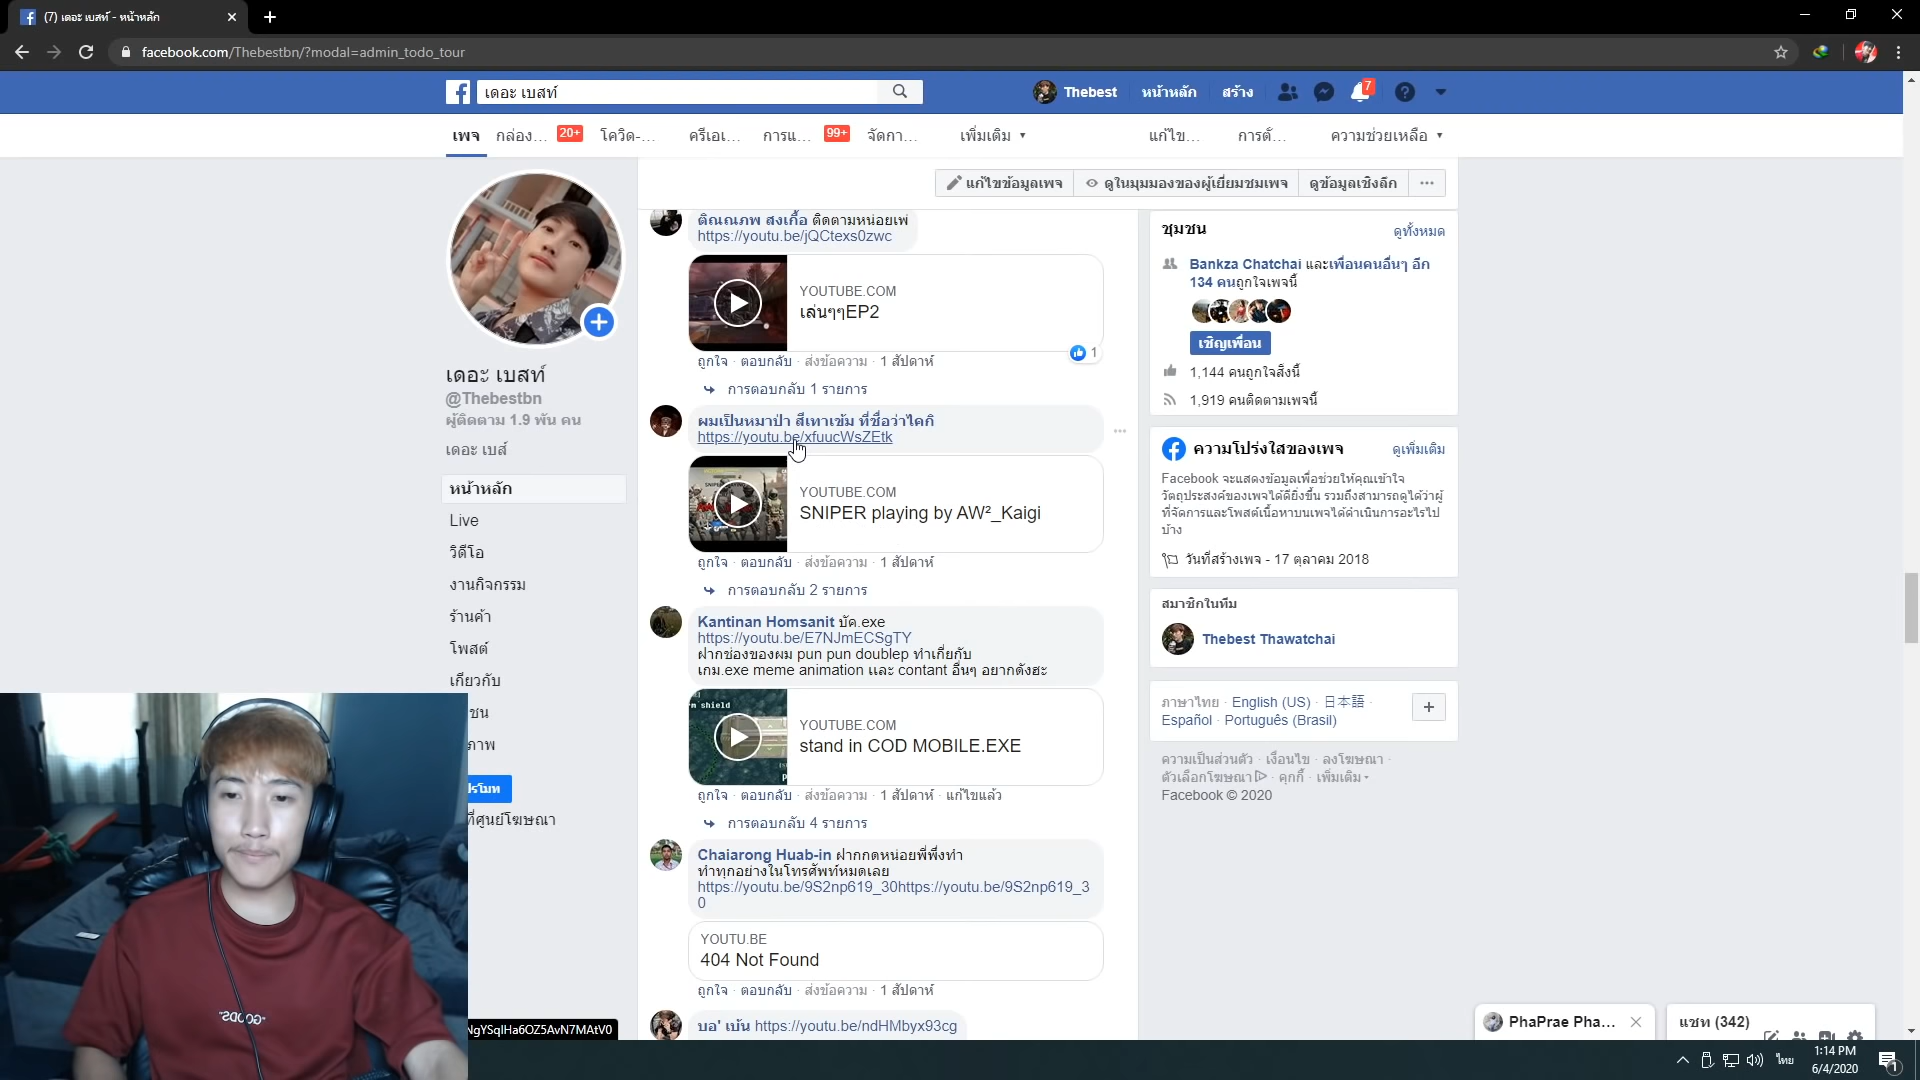 (7) เดอะ เบสท์ - หน้าหลัก
facebook.com/Thebestbn/?modal=admin_todo_tour
เดอะ เบสท์
Thebest
หน้าหลัก
สร้าง
7
เพจ
กล่อง...
20+
โควิด-...
ครีเอเ...
การแ...
99+
จัดกา...
เพิ่มเติม
แก้ไข...
การตั้...
ความช่วยเหลือ
แก้ไขข้อมูลเพจ
ดูในมุมมองของผู้เยี่ยมชมเพจ
ดูข้อมูลเชิงลึก
เดอะ เบสท์
@Thebestbn
ผู้ติดตาม 1.9 พัน คน
เดอะ เบส์
หน้าหลัก
Live
วิดีโอ
งานกิจกรรม
ร้านค้า
โพสต์
เกี่ยวกับ
ติณณภพ สงเกื้อ ติดตามหน่อยเพ่
https://youtu.be/jQCtexs0zwc
YOUTUBE.COM
เล่นๆๆEP2
ถูกใจ · ตอบกลับ · ส่งข้อความ · 1 สัปดาห์
1
การตอบกลับ 1 รายการ
ผมเป็นหมาป่า สีเทาเข้ม ที่ชื่อว่าไคกิ
https://youtu.be/xfuucWsZEtk
YOUTUBE.COM
SNIPER playing by AW²_Kaigi
ถูกใจ · ตอบกลับ · ส่งข้อความ · 1 สัปดาห์
การตอบกลับ 2 รายการ
Kantinan Homsanit บัค.exe
https://youtu.be/E7NJmECSgTY
ฝากช่องของผม pun pun doublep ทำเกี่ยกับ
เกม.exe meme animation เเละ contant อื่นๆ อยากดังฮะ
m shield
YOUTUBE.COM
stand in COD MOBILE.EXE
ถูกใจ · ตอบกลับ · ส่งข้อความ · 1 สัปดาห์ · แก้ไขแล้ว
การตอบกลับ 4 รายการ
Chaiarong Huab-in ฝากกดหน่อยพี่พึ่งทำ
ทำทุกอย่างในโทรศัพท์หมดเลย
https://youtu.be/9S2np619_30https://youtu.be/9S2np619_3
0
YOUTU.BE
404 Not Found
ถูกใจ · ตอบกลับ · ส่งข้อความ · 1 สัปดาห์
บอ' เบ้น https://youtu.be/ndHMbyx93cg
ชุมชน
ดูทั้งหมด
Bankza Chatchai และเพื่อนคนอื่นๆ อีก
134 คนถูกใจเพจนี้
เชิญเพื่อน
1,144 คนถูกใจสิ่งนี้
1,919 คนติดตามเพจนี้
ความโปร่งใสของเพจ
ดูเพิ่มเติม
Facebook จะแสดงข้อมูลเพื่อช่วยให้คุณเข้าใจ
วัตถุประสงค์ของเพจได้ดียิ่งขึ้น รวมถึงสามารถดูได้ว่าผู้
ที่จัดการและโพสต์เนื้อหาบนเพจได้ดำเนินการอะไรไป
บ้าง
วันที่สร้างเพจ - 17 ตุลาคม 2018
สมาชิกในทีม
Thebest Thawatchai
ภาษาไทย · English (US) · 日本語 ·
Español · Português (Brasil)
ความเป็นส่วนตัว · เงื่อนไข · ลงโฆษณา ·
ตัวเลือกโฆษณา · คุกกี้ · เพิ่มเติม
Facebook © 2020
ที่ศูนย์โฆษณา
"GOODS"
PhaPrae Pha...
แชท (342)
ไทย
1:14 PM
6/4/2020
1